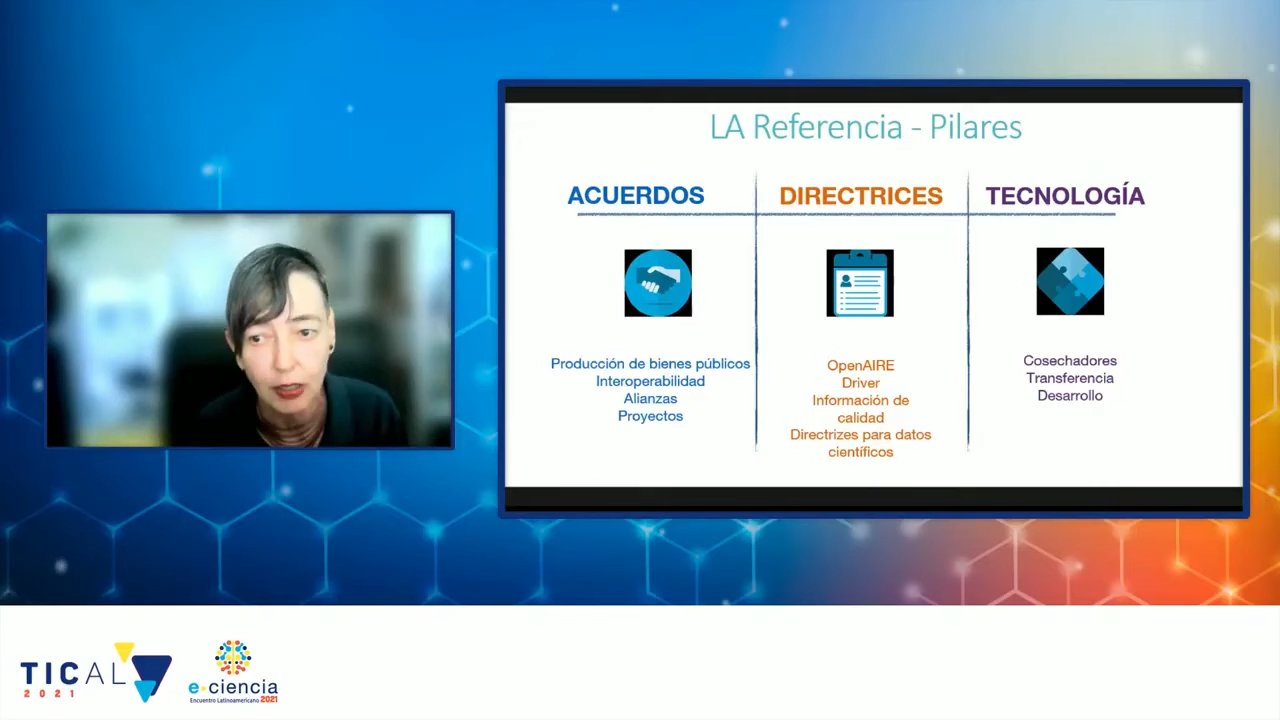 LA Referencia - Pilares
ACUERDOS
DIRECTRICES
TECNOLOGÍA
Producción de bienes públicos
Interoperabilidad
Alianzas
Proyectos
OpenAIRE
Driver
Información de
calidad
Directrizes para datos
científicos
Cosechadores
Transferencia
Desarrollo
TICAL
2021
e·ciencia
Encuentro Latinoamericano 2021